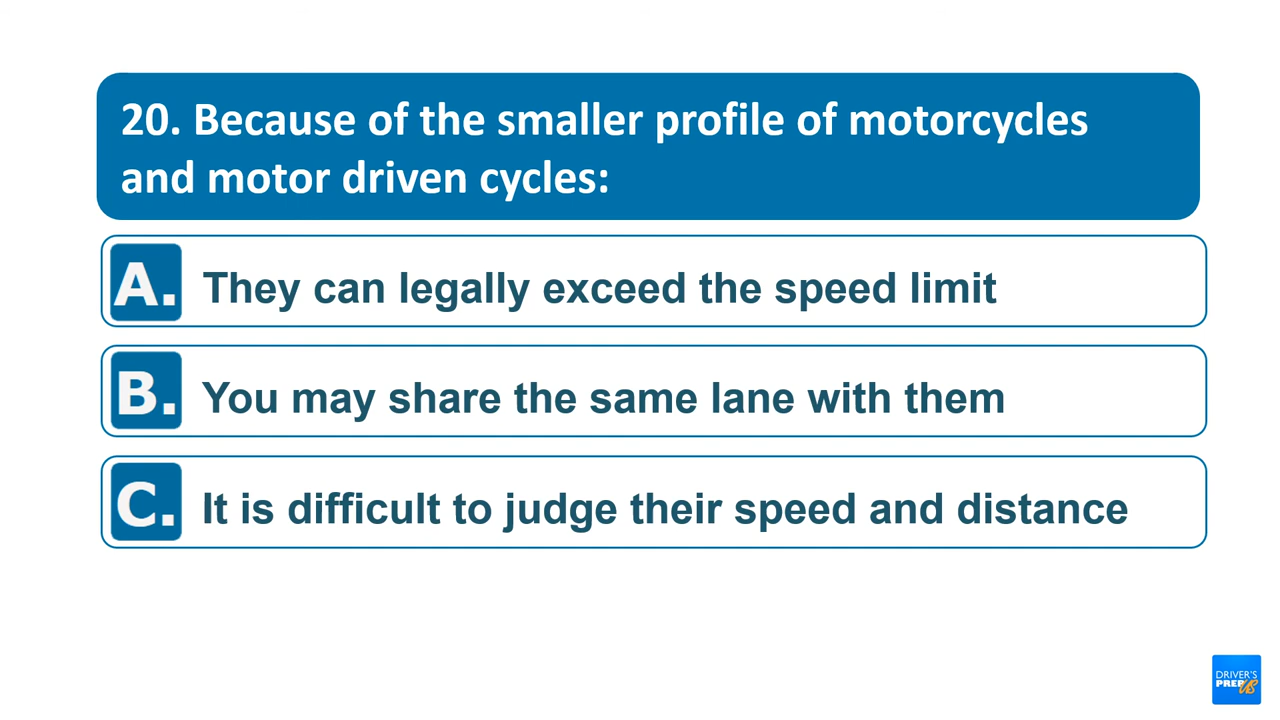 20. Because of the smaller profile of motorcycles
and motor driven cycles:
A. They can legally exceed the speed limit
B. You may share the same lane with them
C. It is difficult to judge their speed and distance
DRIVER'S
PREP US